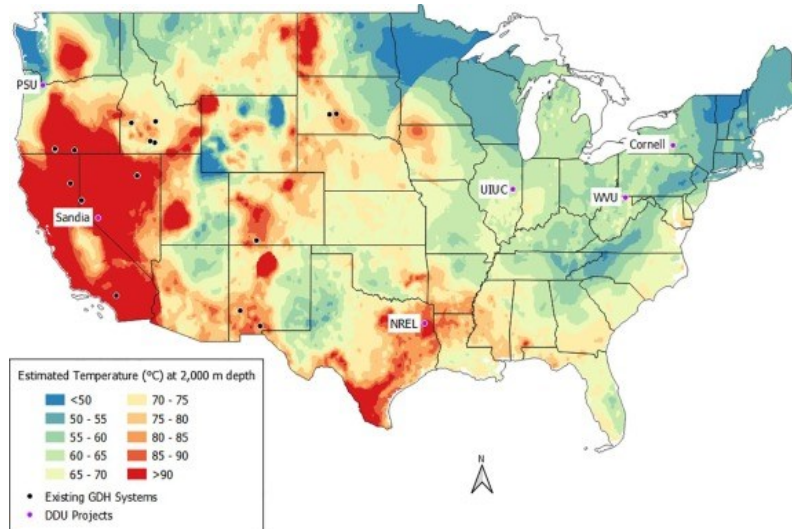 PSU
Cornell
UIUC
WVU
Sandia
NREL
Estimated Temperature (ºC) at 2,000 m depth
<50
50 - 55
55 - 60
60 - 65
65 - 70
70 - 75
75 - 80
80 - 85
85 - 90
>90
Existing GDH Systems
DDU Projects
N